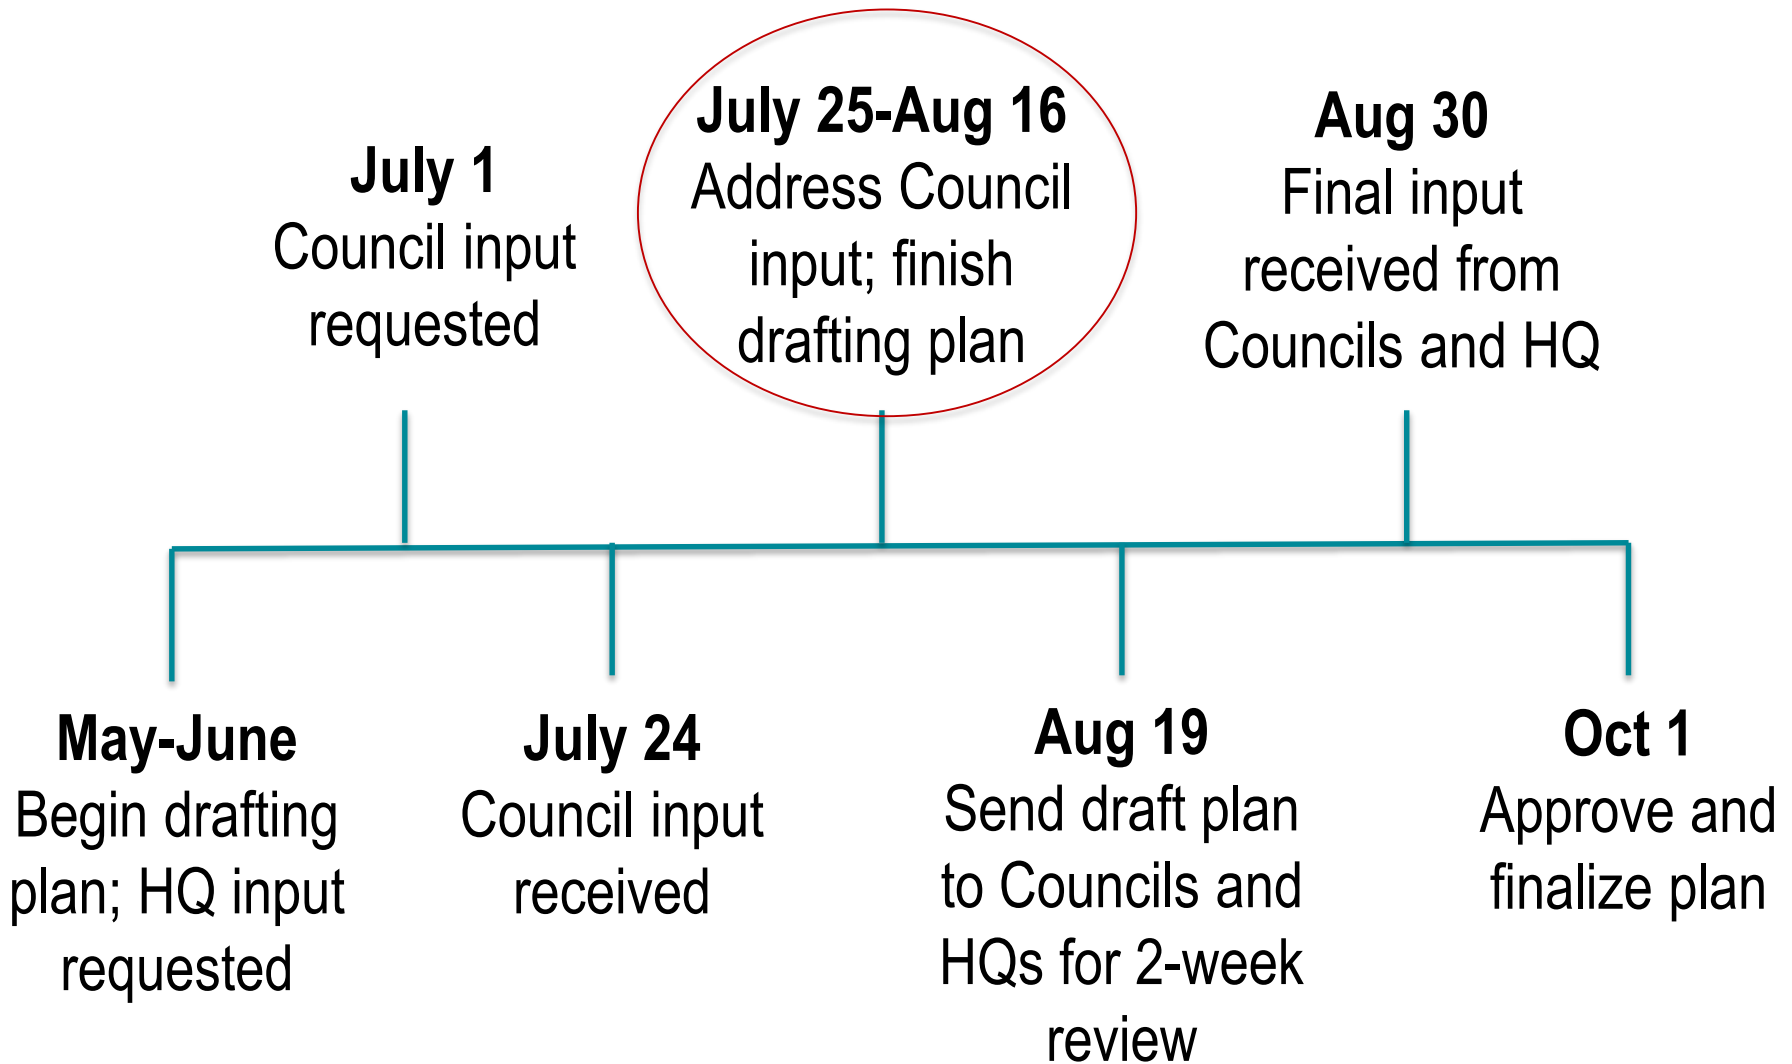 July 1
Council input
requested
July 25-Aug 16
Address Council
input; finish
drafting plan
Aug 30
Final input
received from
Councils and HQ
May-June
Begin drafting
plan; HQ input
requested
July 24
Council input
received
Aug 19
Send draft plan
to Councils and
HQs for 2-week
review
Oct 1
Approve and
finalize plan